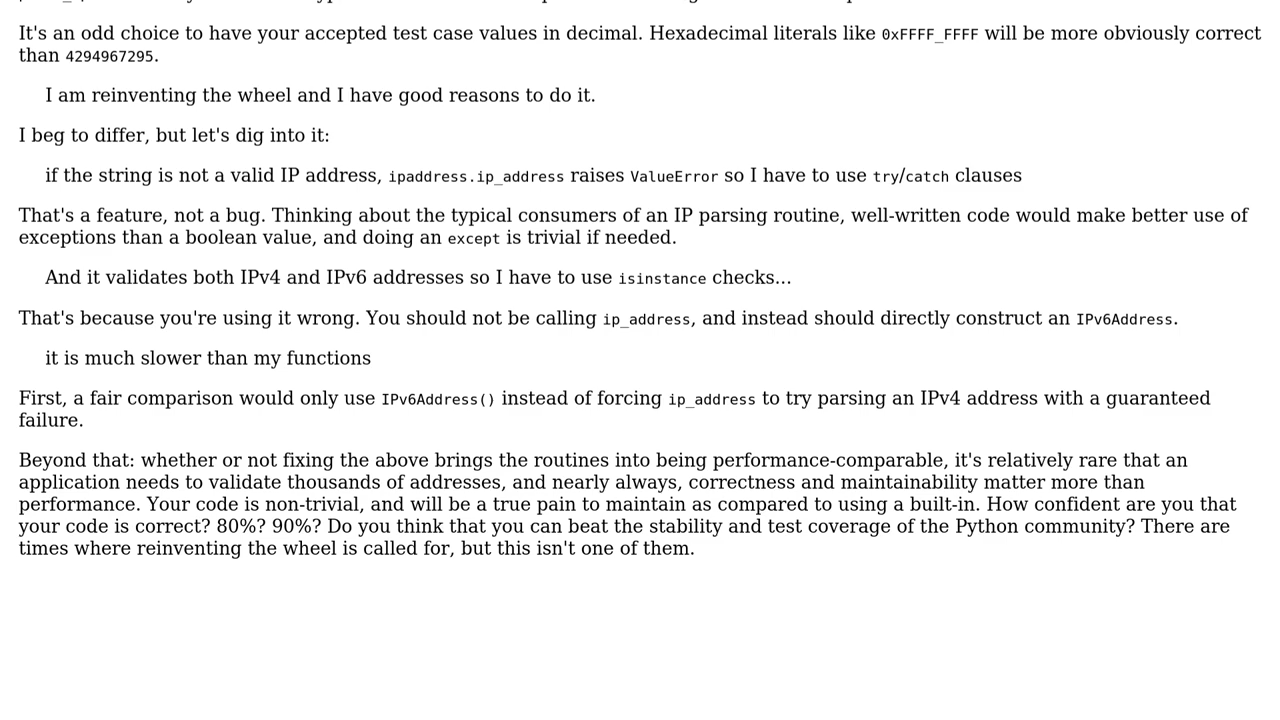 It's an odd choice to have your accepted test case values in decimal. Hexadecimal literals like 0xFFFF_FFFF will be more obviously correct
than 4294967295.
I am reinventing the wheel and I have good reasons to do it.
I beg to differ, but let's dig into it:
if the string is not a valid IP address, ipaddress.ip_address raises ValueError so I have to use try/catch clauses
That's a feature, not a bug. Thinking about the typical consumers of an IP parsing routine, well-written code would make better use of
exceptions than a boolean value, and doing an except is trivial if needed.
And it validates both IPv4 and IPv6 addresses so I have to use isinstance checks...
That's because you're using it wrong. You should not be calling ip_address, and instead should directly construct an IPv6Address.
it is much slower than my functions
First, a fair comparison would only use IPv6Address() instead of forcing ip_address to try parsing an IPv4 address with a guaranteed
failure.
Beyond that: whether or not fixing the above brings the routines into being performance-comparable, it's relatively rare that an
application needs to validate thousands of addresses, and nearly always, correctness and maintainability matter more than
performance. Your code is non-trivial, and will be a true pain to maintain as compared to using a built-in. How confident are you that
your code is correct? 80%? 90%? Do you think that you can beat the stability and test coverage of the Python community? There are
times where reinventing the wheel is called for, but this isn't one of them.